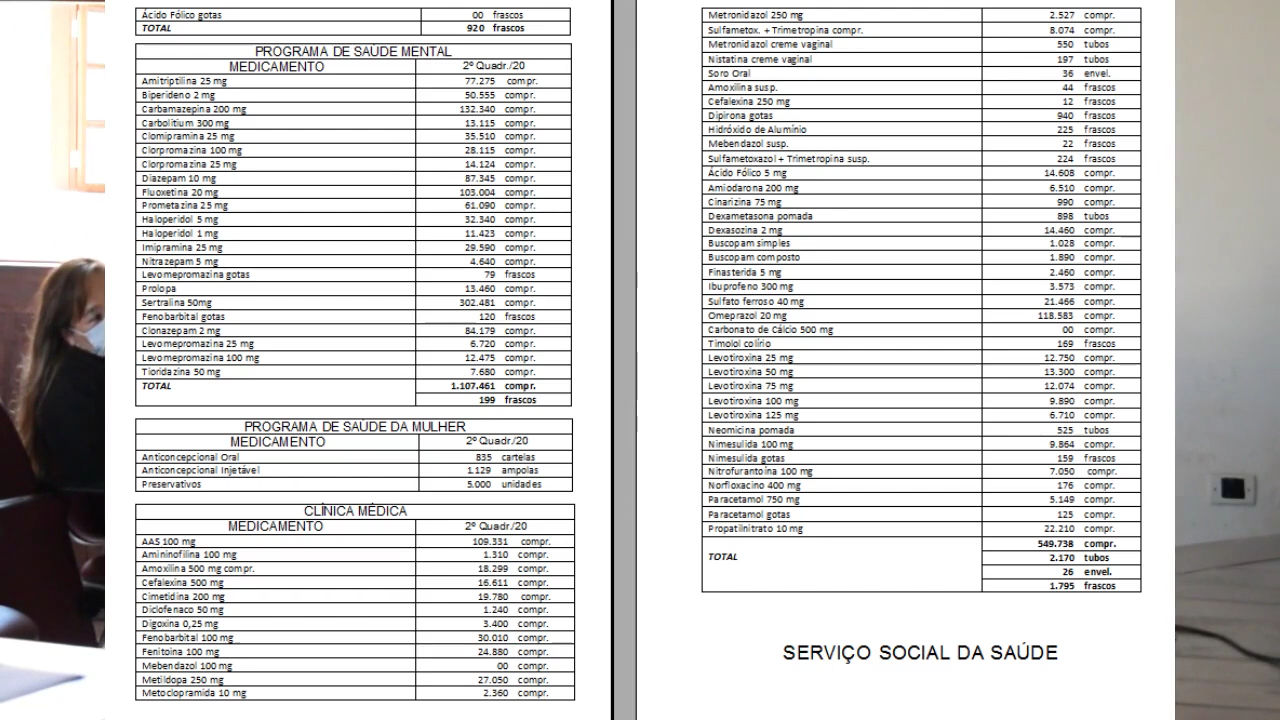 Ácido Fólico gotas 00 frascos
TOTAL 920 frascos
PROGRAMA DE SAÚDE MENTAL
MEDICAMENTO 2º Quadr./20
Amitriptilina 25 mg 77.275 compr.
Biperideno 2 mg 50.555 compr.
Carbamazepina 200 mg 132.340 compr.
Carbolitium 300 mg 13.115 compr.
Clomipramina 25 mg 35.510 compr.
Clorpromazina 100 mg 28.115 compr.
Clorpromazina 25 mg 14.124 compr.
Diazepam 10 mg 87.345 compr.
Fluoxetina 20 mg 103.004 compr.
Prometazina 25 mg 61.090 compr.
Haloperidol 5 mg 32.340 compr.
Haloperidol 1 mg 11.423 compr.
Imipramina 25 mg 29.590 compr.
Nitrazepam 5 mg 4.640 compr.
Levomepromazina gotas 79 frascos
Prolopa 13.460 compr.
Sertralina 50mg 302.481 compr.
Fenobarbital gotas 120 frascos
Clonazepam 2 mg 84.179 compr.
Levomepromazina 25 mg 6.720 compr.
Levomepromazina 100 mg 12.475 compr.
Tioridazina 50 mg 7.680 compr.
TOTAL 1.107.461 compr.
199 frascos
PROGRAMA DE SAÚDE DA MULHER
MEDICAMENTO 2º Quadr./20
Anticoncepcional Oral 835 cartelas
Anticoncepcional Injetável 1.129 ampolas
Preservativos 5.000 unidades
CLÍNICA MÉDICA
MEDICAMENTO 2º Quadr./20
AAS 100 mg 109.331 compr.
Amininofilina 100 mg 1.310 compr.
Amoxilina 500 mg compr. 18.299 compr.
Cefalexina 500 mg 16.611 compr.
Cimetidina 200 mg 19.780 compr.
Diclofenaco 50 mg 1.240 compr.
Digoxina 0,25 mg 3.400 compr.
Fenobarbital 100 mg 30.010 compr.
Fenitoina 100 mg 24.880 compr.
Mebendazol 100 mg 00 compr.
Metildopa 250 mg 27.050 compr.
Metoclopramida 10 mg 2.360 compr.
Metronidazol 250 mg 2.527 compr.
Sulfametox. + Trimetropina compr. 8.074 compr.
Metronidazol creme vaginal 550 tubos
Nistatina creme vaginal 197 tubos
Soro Oral 36 envel.
Amoxilina susp. 44 frascos
Cefalexina 250 mg 12 frascos
Dipirona gotas 940 frascos
Hidróxido de Alumínio 225 frascos
Mebendazol susp. 22 frascos
Sulfametoxazol + Trimetropina susp. 224 frascos
Ácido Fólico 5 mg 14.608 compr.
Amiodarona 200 mg 6.510 compr.
Cinarizina 75 mg 990 compr.
Dexametasona pomada 898 tubos
Dexasozina 2 mg 14.460 compr.
Buscopam simples 1.028 compr.
Buscopam composto 1.890 compr.
Finasterida 5 mg 2.460 compr.
Ibuprofeno 300 mg 3.573 compr.
Sulfato ferroso 40 mg 21.466 compr.
Omeprazol 20 mg 118.583 compr.
Carbonato de Cálcio 500 mg 00 compr.
Timolol colírio 169 frascos
Levotiroxina 25 mg 12.750 compr.
Levotiroxina 50 mg 13.300 compr.
Levotiroxina 75 mg 12.074 compr.
Levotiroxina 100 mg 9.890 compr.
Levotiroxina 125 mg 6.710 compr.
Neomicina pomada 525 tubos
Nimesulida 100 mg 9.864 compr.
Nimesulida gotas 159 frascos
Nitrofurantoína 100 mg 7.050 compr.
Norfloxacino 400 mg 176 compr.
Paracetamol 750 mg 5.149 compr.
Paracetamol gotas 125 compr.
Propatilnitrato 10 mg 22.210 compr.
549.738 compr.
TOTAL 2.170 tubos
26 envel.
1.795 frascos
SERVIÇO SOCIAL DA SAÚDE